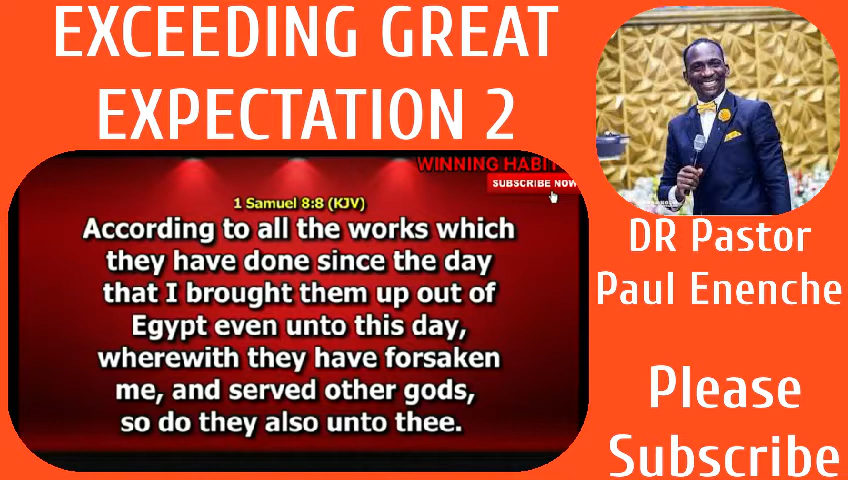 EXCEEDING GREAT
EXPECTATION 2
WINNING HABIT
SUBSCRIBE NOW
1 Samuel 8:8 (KJV)
According to all the works which
they have done since the day
that I brought them up out of
Egypt even unto this day,
wherewith they have forsaken
me, and served other gods,
so do they also unto thee.
DR Pastor
Paul Enenche
Please
Subscribe